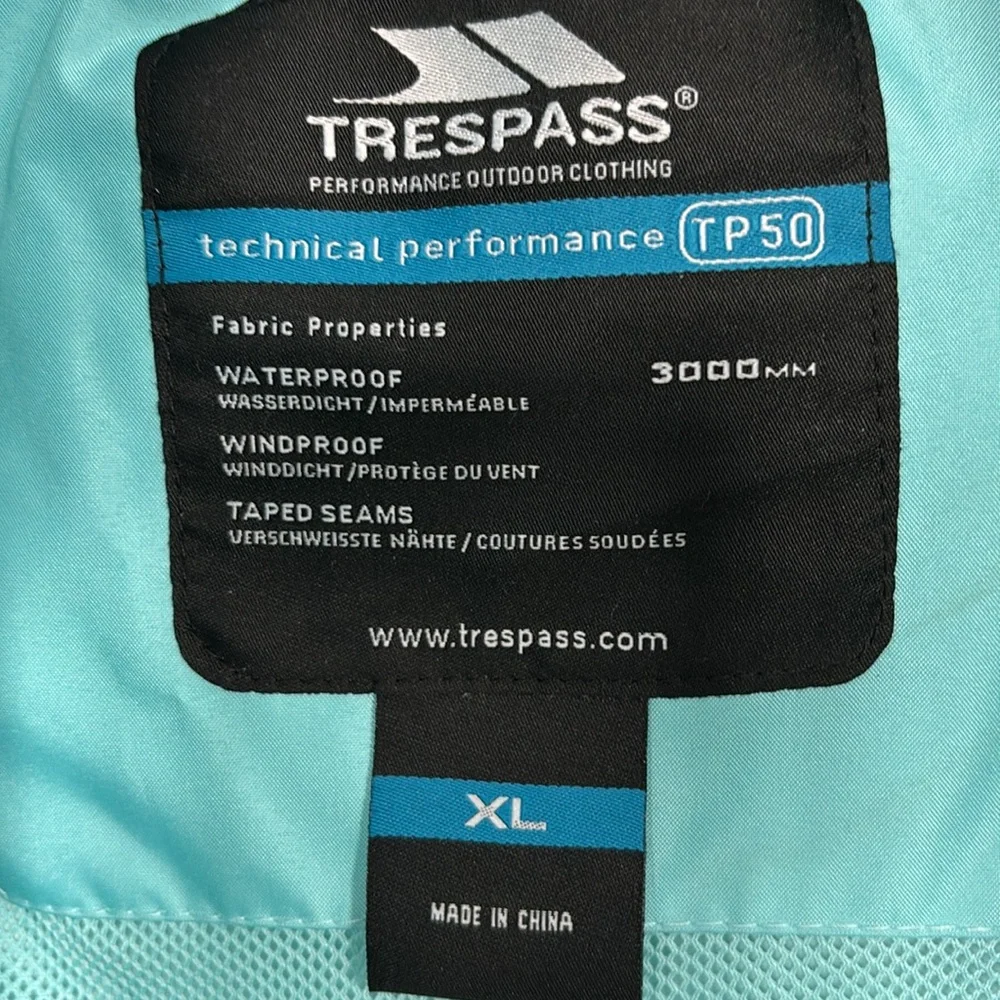 TRESPASS®
PERFORMANCE OUTDOOR CLOTHING
technical performance TP50
Fabric Properties
WATERPROOF 3000MM
WASSERDICHT/IMPERMÉABLE
WINDPROOF
WINDDICHT/PROTÈGE DU VENT
TAPED SEAMS
VERSCHWEISSTE NÄHTE/COUTURES SOUDÉES
www.trespass.com
XL
MADE IN CHINA